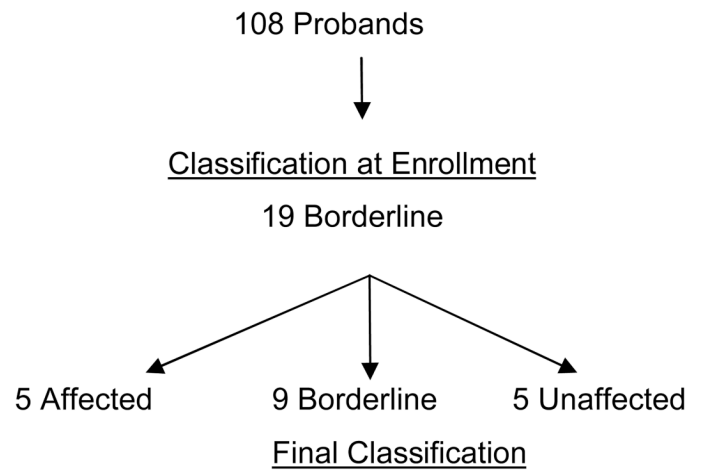 108 Probands
Classification at Enrollment
19 Borderline
5 Affected 9 Borderline 5 Unaffected
Final Classification